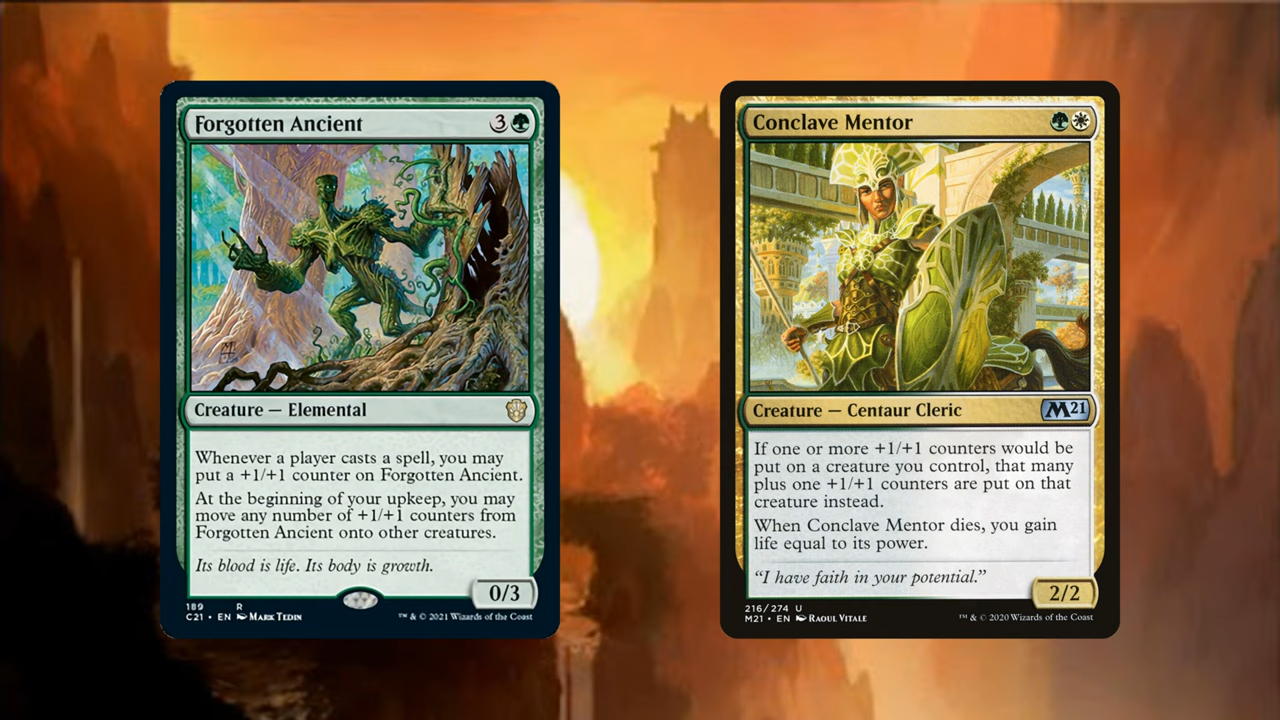 Forgotten Ancient
3
Creature — Elemental
Whenever a player casts a spell, you may
put a +1/+1 counter on Forgotten Ancient.
At the beginning of your upkeep, you may
move any number of +1/+1 counters from
Forgotten Ancient onto other creatures.
Its blood is life. Its body is growth.
0/3
189 R
C21 • EN Mark Tedin
™ & © 2021 Wizards of the Coast
Conclave Mentor
Creature — Centaur Cleric
M21
If one or more +1/+1 counters would be
put on a creature you control, that many
plus one +1/+1 counters are put on that
creature instead.
When Conclave Mentor dies, you gain
life equal to its power.
“I have faith in your potential.”
2/2
216/274 U
M21 • EN Raoul Vitale
™ & © 2020 Wizards of the Coast